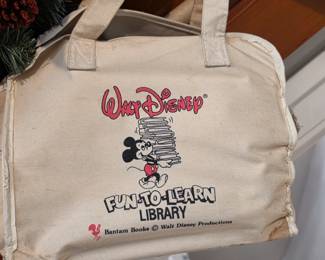 Walt Disney®
FUN-TO-LEARN
LIBRARY
Bantam Books © Walt Disney Productions